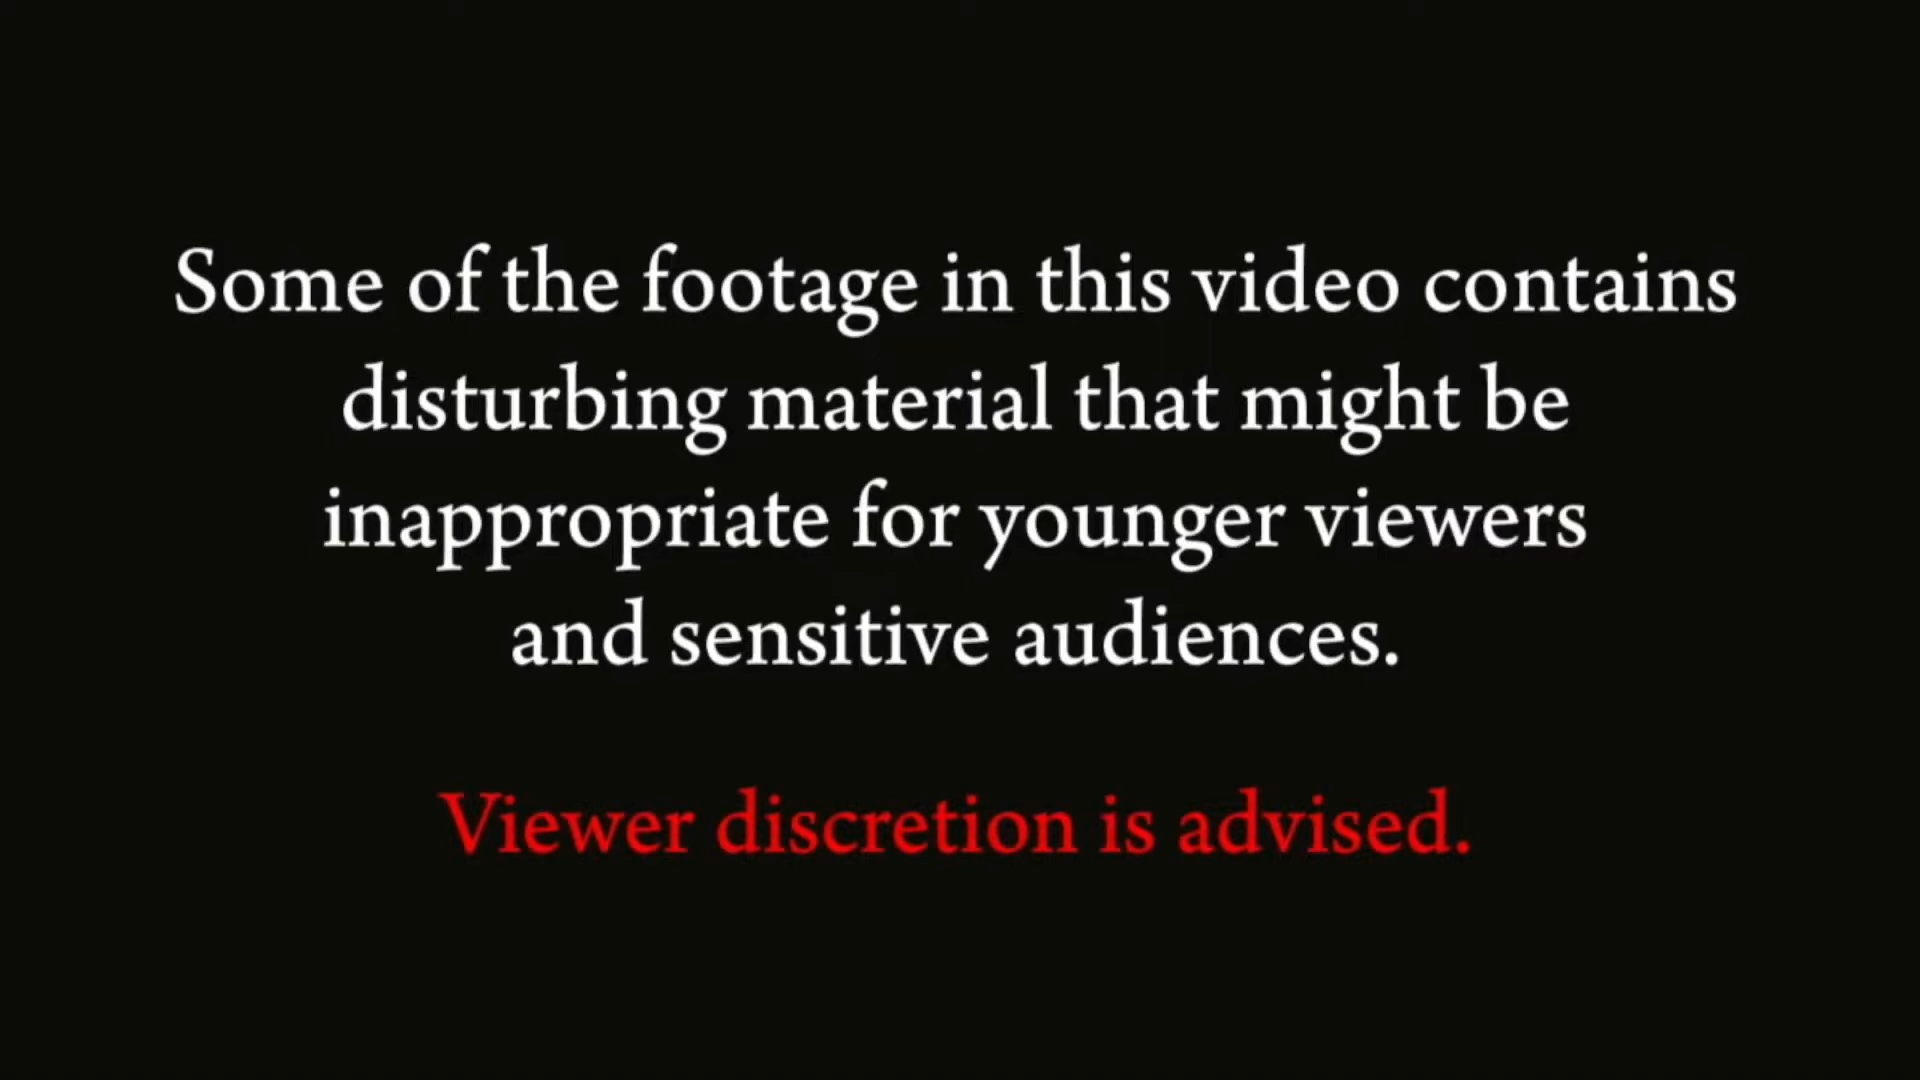 Some of the footage in this video contains
disturbing material that might be
inappropriate for younger viewers
and sensitive audiences.
Viewer discretion is advised.